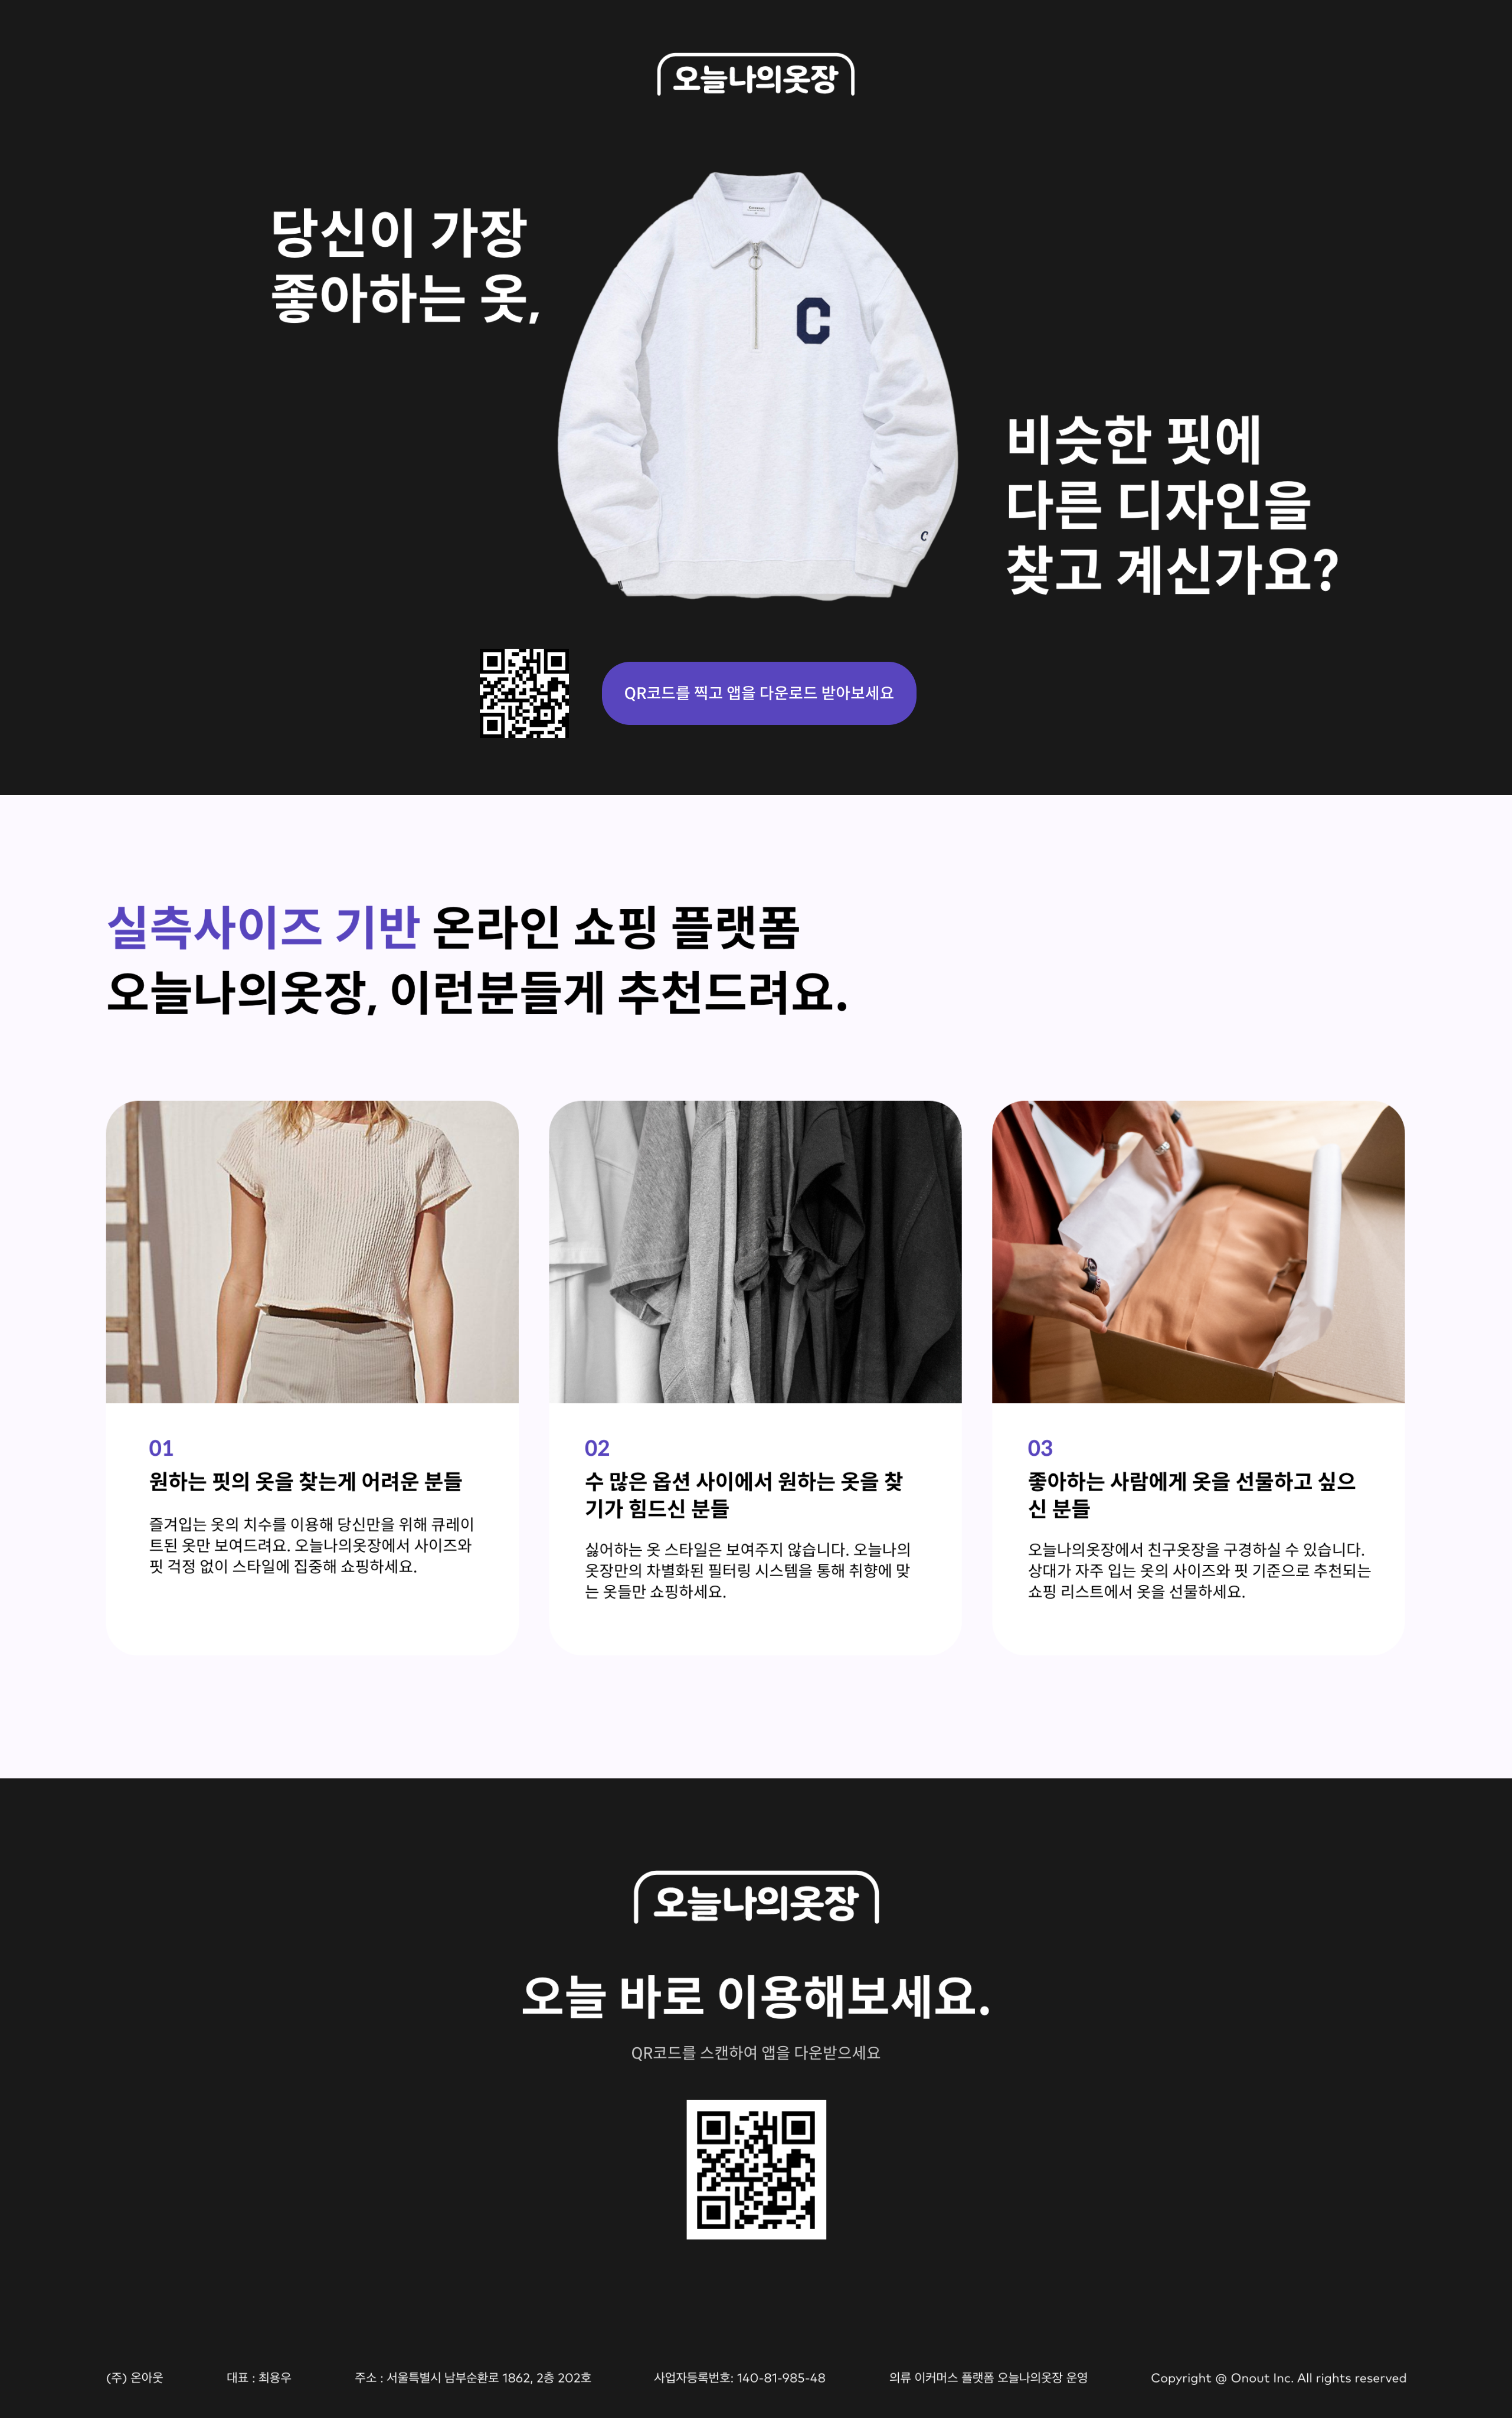 오늘나의옷장
당신이 가장
좋아하는 옷,
C
C
비슷한 핏에
다른 디자인을
찾고 계신가요?
QR코드를 찍고 앱을 다운로드 받아보세요
실측사이즈 기반 온라인 쇼핑 플랫폼
오늘나의옷장, 이런분들게 추천드려요.
01
원하는 핏의 옷을 찾는게 어려운 분들
즐겨입는 옷의 치수를 이용해 당신만을 위해 큐레이
트된 옷만 보여드려요. 오늘나의옷장에서 사이즈와
핏 걱정 없이 스타일에 집중해 쇼핑하세요.
02
수 많은 옵션 사이에서 원하는 옷을 찾
기가 힘드신 분들
싫어하는 옷 스타일은 보여주지 않습니다. 오늘나의
옷장만의 차별화된 필터링 시스템을 통해 취향에 맞
는 옷들만 쇼핑하세요.
03
좋아하는 사람에게 옷을 선물하고 싶으
신 분들
오늘나의옷장에서 친구옷장을 구경하실 수 있습니다.
상대가 자주 입는 옷의 사이즈와 핏 기준으로 추천되는
쇼핑 리스트에서 옷을 선물하세요.
오늘나의옷장
오늘 바로 이용해보세요.
QR코드를 스캔하여 앱을 다운받으세요
(주) 온아웃 대표 : 최용우 주소 : 서울특별시 남부순환로 1862, 2층 202호 사업자등록번호: 140-81-985-48 의류 이커머스 플랫폼 오늘나의옷장 운영 Copyright @ Onout Inc. All rights reserved